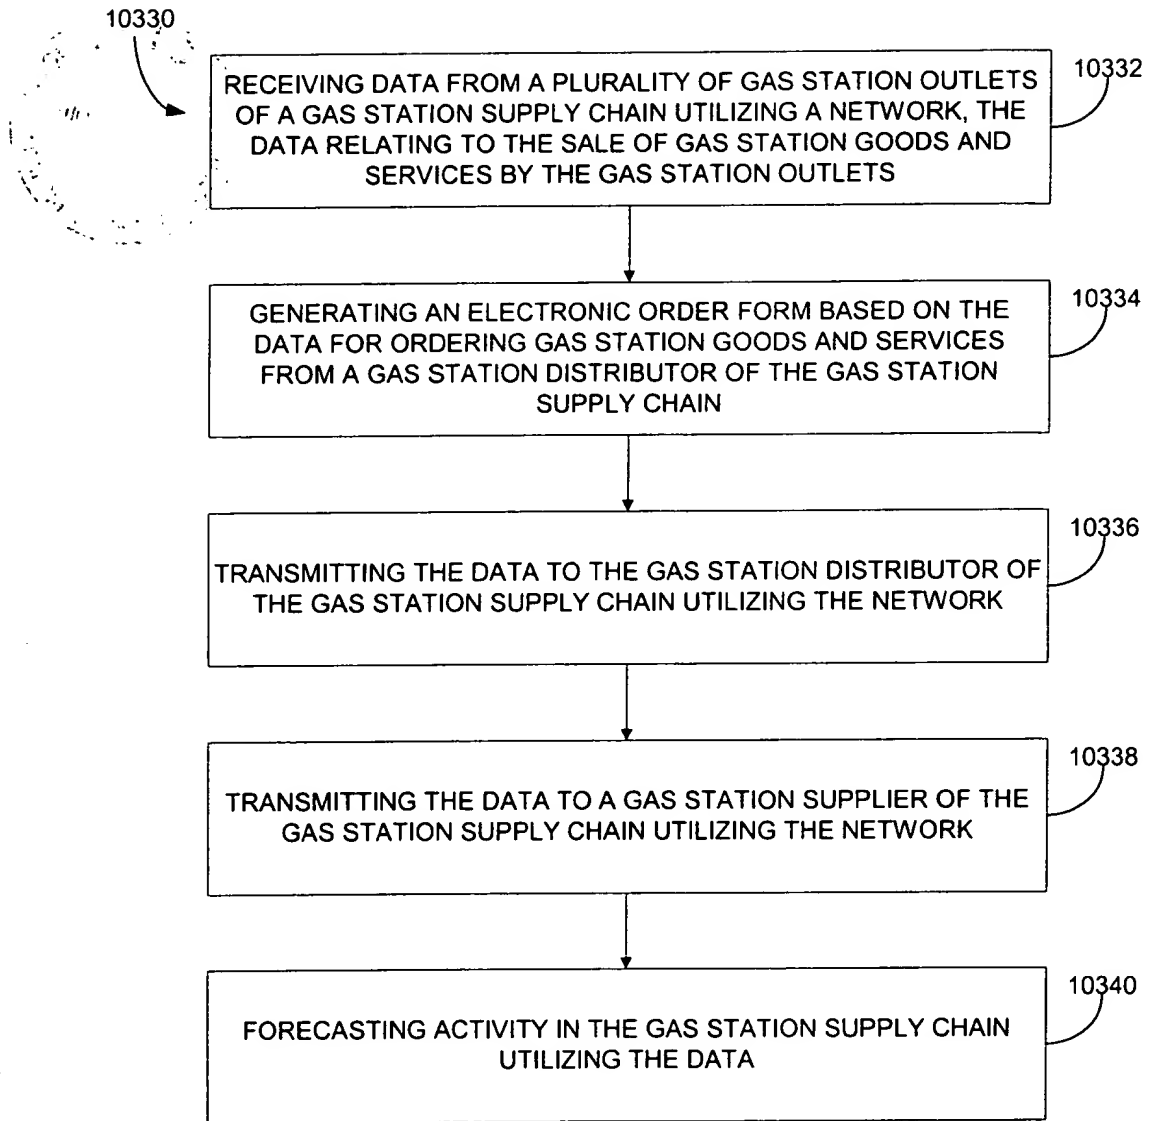 10330
RECEIVING DATA FROM A PLURALITY OF GAS STATION OUTLETS
OF A GAS STATION SUPPLY CHAIN UTILIZING A NETWORK, THE
DATA RELATING TO THE SALE OF GAS STATION GOODS AND
SERVICES BY THE GAS STATION OUTLETS
10332
GENERATING AN ELECTRONIC ORDER FORM BASED ON THE
DATA FOR ORDERING GAS STATION GOODS AND SERVICES
FROM A GAS STATION DISTRIBUTOR OF THE GAS STATION
SUPPLY CHAIN
10334
TRANSMITTING THE DATA TO THE GAS STATION DISTRIBUTOR OF
THE GAS STATION SUPPLY CHAIN UTILIZING THE NETWORK
10336
TRANSMITTING THE DATA TO A GAS STATION SUPPLIER OF THE
GAS STATION SUPPLY CHAIN UTILIZING THE NETWORK
10338
FORECASTING ACTIVITY IN THE GAS STATION SUPPLY CHAIN
UTILIZING THE DATA
10340